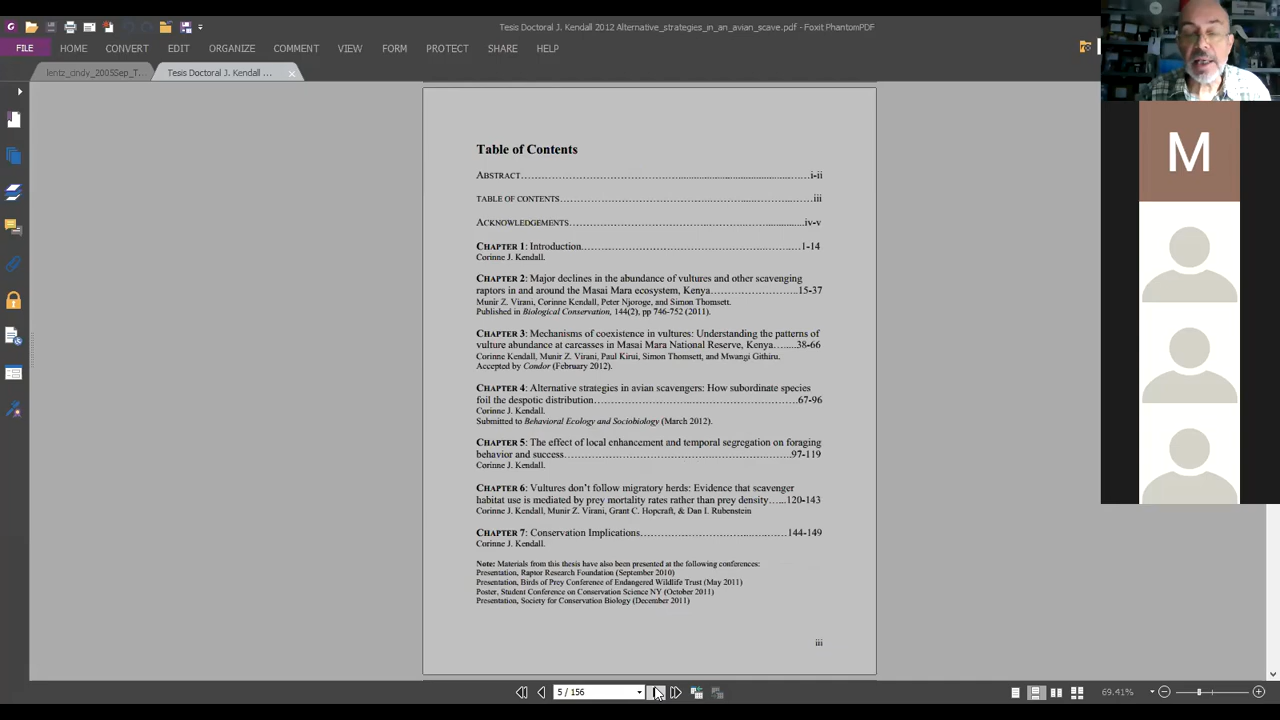 Tesis Doctoral J. Kendall 2012 Alternative_strategies_in_an_avian_scave.pdf - Foxit PhantomPDF
FILE HOME CONVERT EDIT ORGANIZE COMMENT VIEW FORM PROTECT SHARE HELP
lentz_cindy_2005Sep_T... Tesis Doctoral J. Kendall ...
M
Table of Contents
ABSTRACT……………………………………………………………………i-ii
TABLE OF CONTENTS……………………………………………………………iii
ACKNOWLEDGEMENTS……………………………………………………………iv-v
CHAPTER 1: Introduction……………………………………………………1-14
Corinne J. Kendall.
CHAPTER 2: Major declines in the abundance of vultures and other scavenging
raptors in and around the Masai Mara ecosystem, Kenya……………………15-37
Munir Z. Virani, Corinne Kendall, Peter Njoroge, and Simon Thomsett.
Published in Biological Conservation, 144(2), pp 746-752 (2011).
CHAPTER 3: Mechanisms of coexistence in vultures: Understanding the patterns of
vulture abundance at carcasses in Masai Mara National Reserve, Kenya….....38-66
Corinne Kendall, Munir Z. Virani, Paul Kirui, Simon Thomsett, and Mwangi Githiru.
Accepted by Condor (February 2012).
CHAPTER 4: Alternative strategies in avian scavengers: How subordinate species
foil the despotic distribution……………………………………………………67-96
Corinne J. Kendall.
Submitted to Behavioral Ecology and Sociobiology (March 2012).
CHAPTER 5: The effect of local enhancement and temporal segregation on foraging
behavior and success……………………………………………………………97-119
Corinne J. Kendall.
CHAPTER 6: Vultures don't follow migratory herds: Evidence that scavenger
habitat use is mediated by prey mortality rates rather than prey density…...120-143
Corinne J. Kendall, Munir Z. Virani, Grant C. Hopcraft, & Dan I. Rubenstein
CHAPTER 7: Conservation Implications……………………………………144-149
Corinne J. Kendall.
Note: Materials from this thesis have also been presented at the following conferences:
Presentation, Raptor Research Foundation (September 2010)
Presentation, Birds of Prey Conference of Endangered Wildlife Trust (May 2011)
Poster, Student Conference on Conservation Science NY (October 2011)
Presentation, Society for Conservation Biology (December 2011)
iii
5 / 156
69.41%